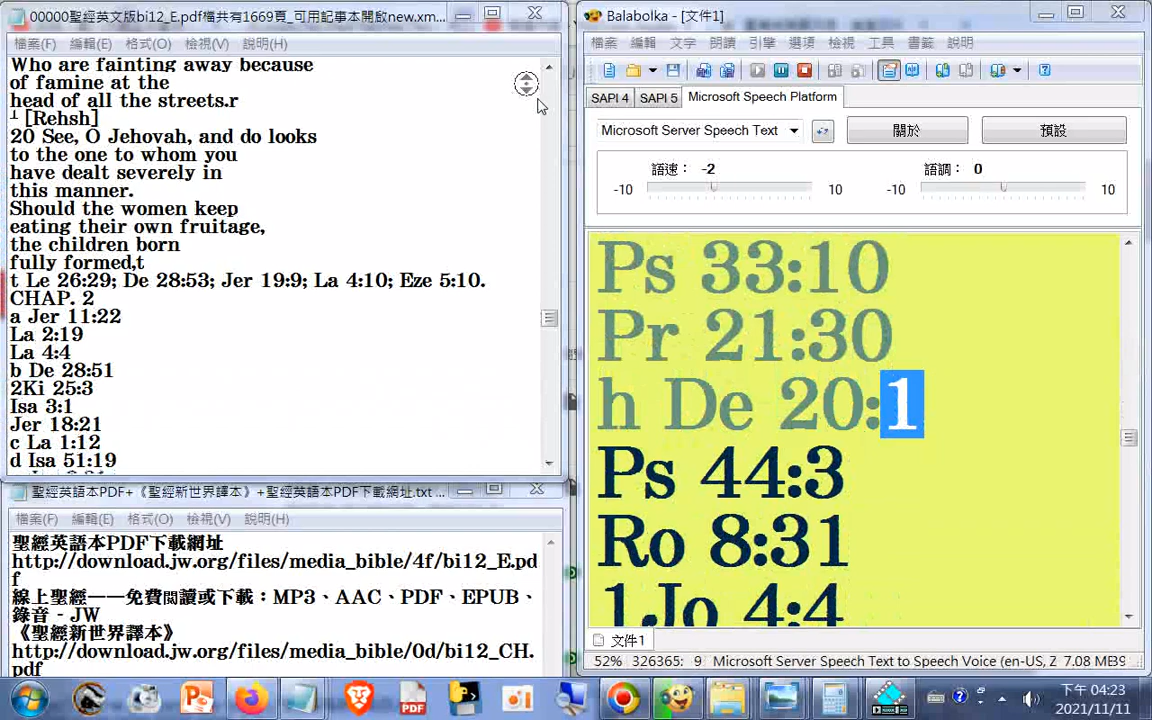 00000聖經英文版bi12_E.pdf檔共有1669頁_可用記事本開啟new.xm...
檔案(F) 編輯(E) 格式(O) 檢視(V) 說明(H)
Who are fainting away because
of famine at the
head of all the streets.r
┘ [Rehsh]
20 See, O Jehovah, and do looks
to the one to whom you
have dealt severely in
this manner.
Should the women keep
eating their own fruitage,
the children born
fully formed,t
t Le 26:29; De 28:53; Jer 19:9; La 4:10; Eze 5:10.
CHAP. 2
a Jer 11:22
La 2:19
La 4:4
b De 28:51
2Ki 25:3
Isa 3:1
Jer 18:21
c La 1:12
d Isa 51:19
聖經英語本PDF+《聖經新世界譯本》+聖經英語本PDF下載網址.txt ...
檔案(F) 編輯(E) 格式(O) 檢視(V) 說明(H)
聖經英語本PDF下載網址
http://download.jw.org/files/media_bible/4f/bi12_E.pd
f
線上聖經──免費閱讀或下載：MP3、AAC、PDF、EPUB、
錄音 - JW
《聖經新世界譯本》
http://download.jw.org/files/media_bible/0d/bi12_CH.
pdf
Balabolka - [文件1]
檔案 編輯 文字 朗讀 引擎 選項 檢視 工具 書籤 說明
SAPI 4 SAPI 5 Microsoft Speech Platform
Microsoft Server Speech Text 關於 預設
語速： -2 語調： 0
-10 10 -10 10
Ps 33:10
Pr 21:30
h De 20:1
Ps 44:3
Ro 8:31
1Jo 4:4
文件1
52% 326365: 9 Microsoft Server Speech Text to Speech Voice (en-US, Z 7.08 MB
PDF
下午 04:23
2021/11/11